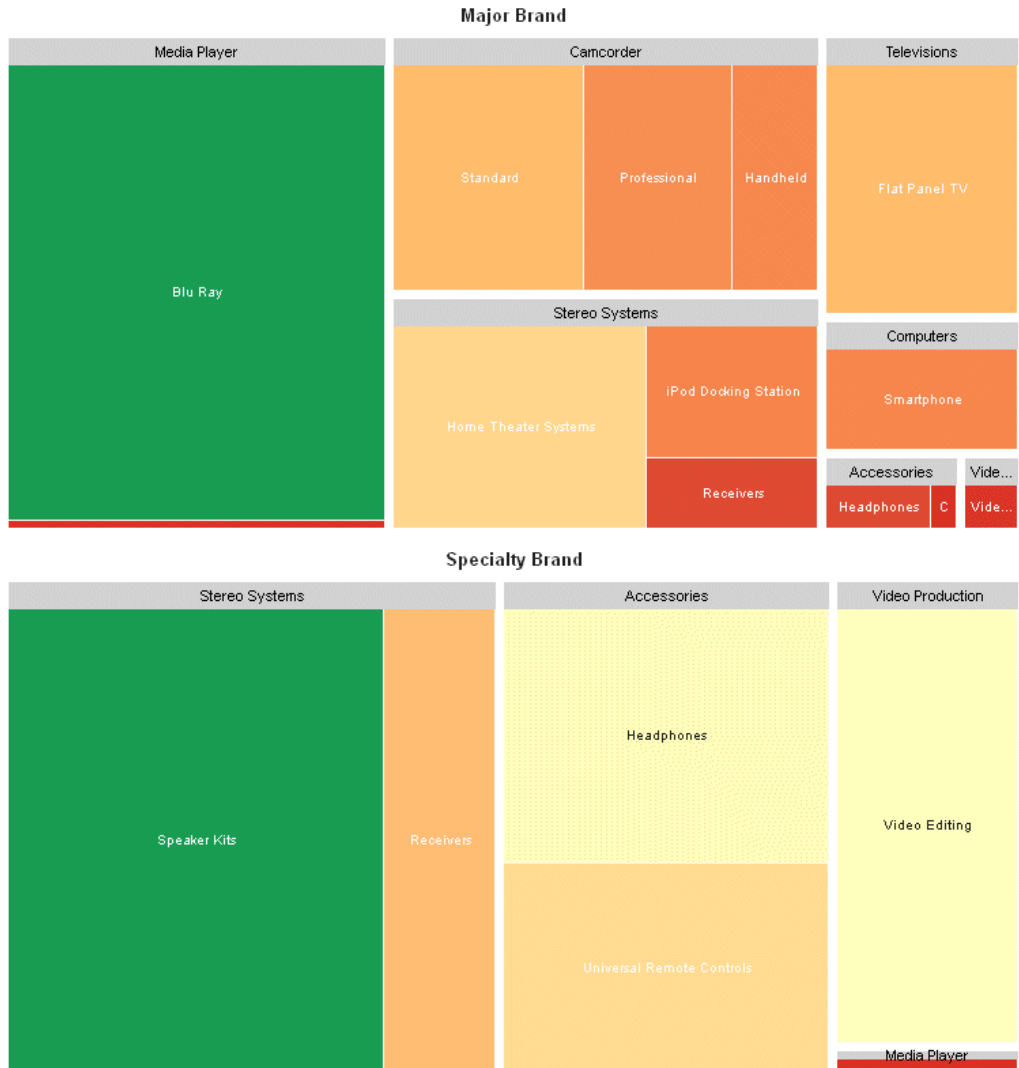 Major Brand
Media Player
Camcorder
Televisions
Standard
Professional
Handheld
Flat Panel TV
Blu Ray
Stereo Systems
Computers
iPod Docking Station
Smartphone
Home Theater Systems
Accessories
Vide...
Receivers
Headphones
C
Vide...
Specialty Brand
Stereo Systems
Accessories
Video Production
Headphones
Video Editing
Speaker Kits
Receivers
Universal Remote Controls
Media Player